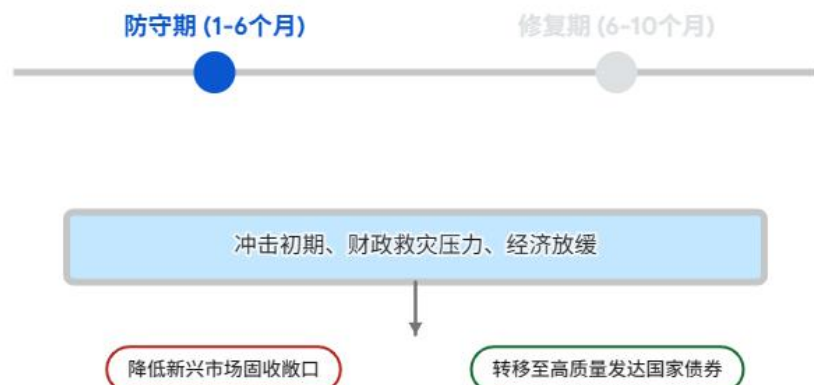 防守期 (1-6个月)
修复期 (6-10个月)
冲击初期、财政救灾压力、经济放缓
降低新兴市场固收敞口
转移至高质量发达国家债券